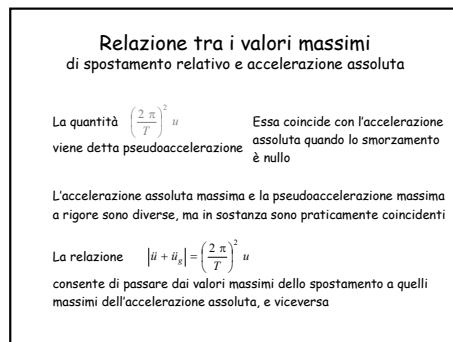 Relazione tra i valori massimi
di spostamento relativo e accelerazione assoluta
La quantità (2 π / T)² u
viene detta pseudoaccelerazione
Essa coincide con l'accelerazione
assoluta quando lo smorzamento
è nullo
L'accelerazione assoluta massima e la pseudoaccelerazione massima
a rigore sono diverse, ma in sostanza sono praticamente coincidenti
La relazione |ü + ü_g| = (2 π / T)² u
consente di passare dai valori massimi dello spostamento a quelli
massimi dell'accelerazione assoluta, e viceversa